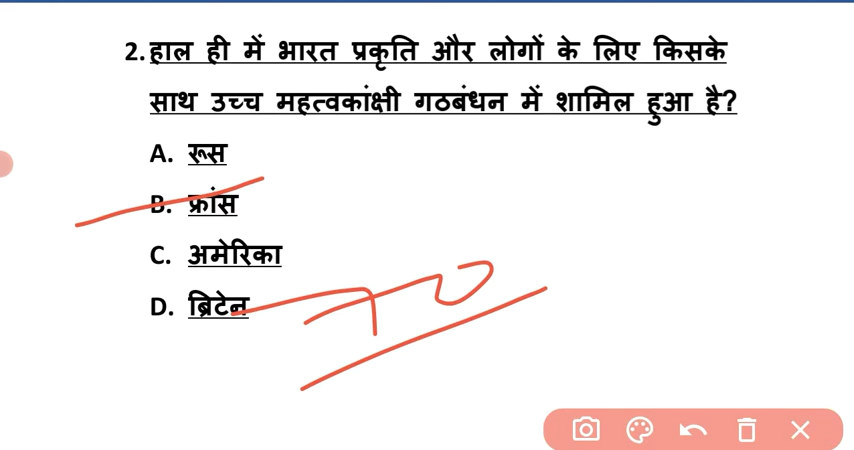 2. हाल ही में भारत प्रकृति और लोगों के लिए किसके
साथ उच्च महत्वकांक्षी गठबंधन में शामिल हुआ है?
A. रूस
B. फ्रांस
C. अमेरिका
D. ब्रिटेन